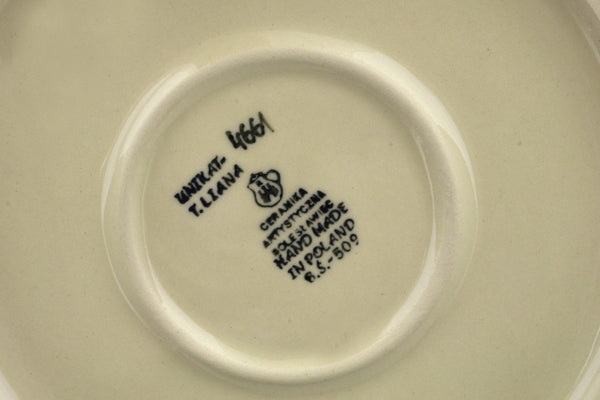 UNIKAT- 4661
T. LIANA
CERAMIKA
ARTYSTYCZNA
BOLESŁAWIEC
HAND MADE
IN POLAND
B.Ś.-509